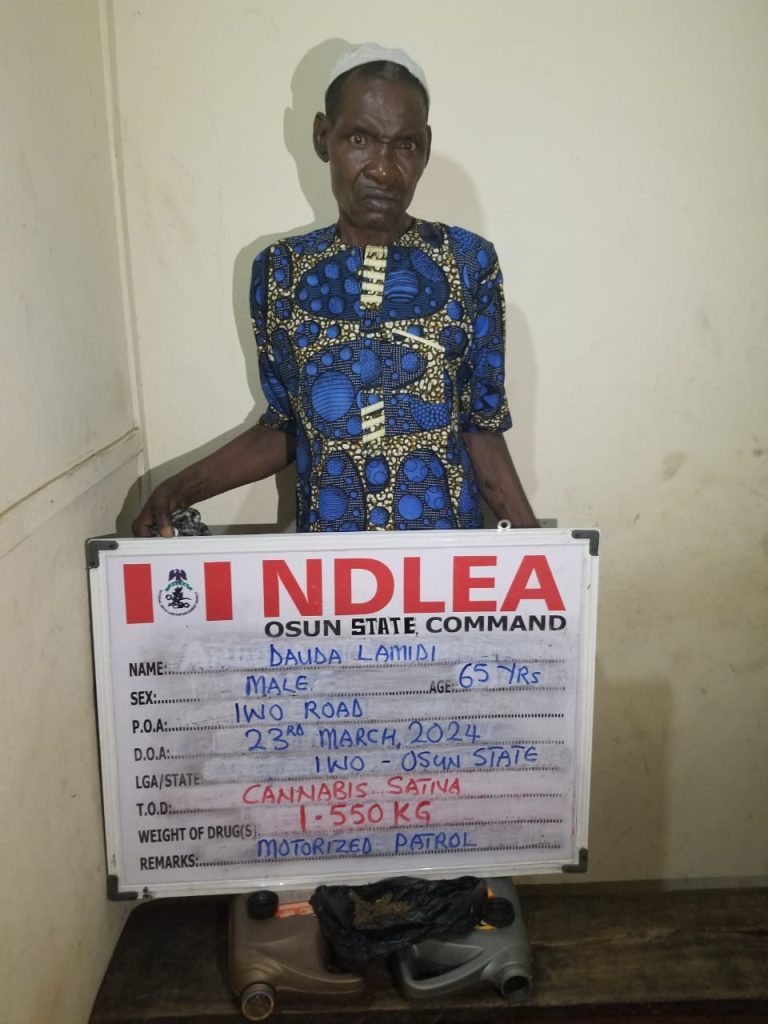 NDLEA
OSUN STATE COMMAND
NAME: DAUDA LAMIDI
SEX: MALE AGE: 65 YRS
P.O.A: IWO ROAD
D.O.A: 23RD MARCH, 2024
LGA/STATE: IWO - OSUN STATE
T.O.D: CANNABIS SATIVA
WEIGHT OF DRUG(S) 1.550 KG
REMARKS: MOTORIZED PATROL